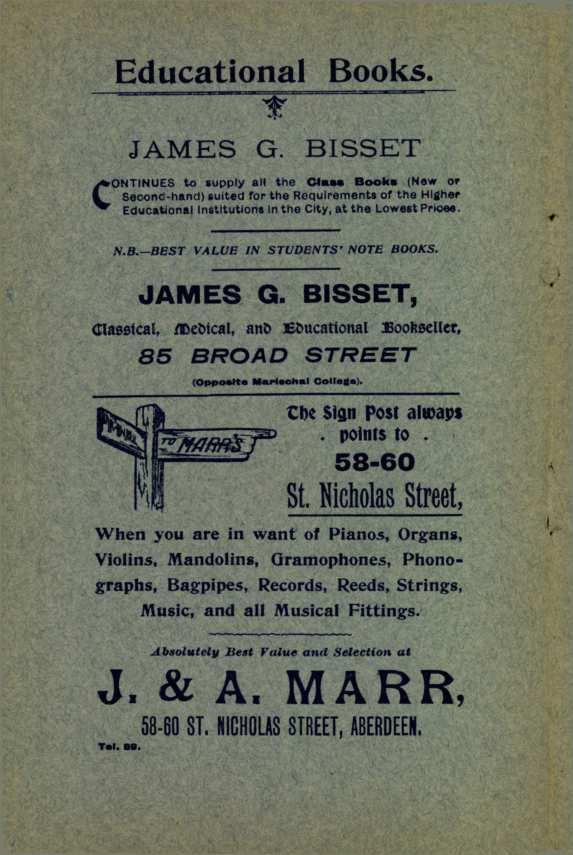 Educational Books.
JAMES G. BISSET
CONTINUES to supply all the Class Books (New or
Second-hand) suited for the Requirements of the Higher
Educational Institutions in the City, at the Lowest Prices.
N.B.—BEST VALUE IN STUDENTS' NOTE BOOKS.
JAMES G. BISSET,
Classical, Medical, and Educational Bookseller,
85 BROAD STREET
(Opposite Marischal College).
TO MARR'S
The Sign Post always
. points to .
58-60
St. Nicholas Street,
When you are in want of Pianos, Organs,
Violins, Mandolins, Gramophones, Phono-
graphs, Bagpipes, Records, Reeds, Strings,
Music, and all Musical Fittings.
Absolutely Best Value and Selection at
J. & A. MARR,
58-60 ST. NICHOLAS STREET, ABERDEEN.
Tel. 89.